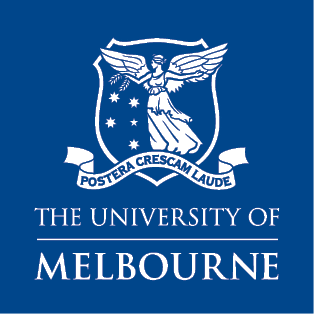 POSTERA CRESCAM LAUDE
THE UNIVERSITY OF
MELBOURNE